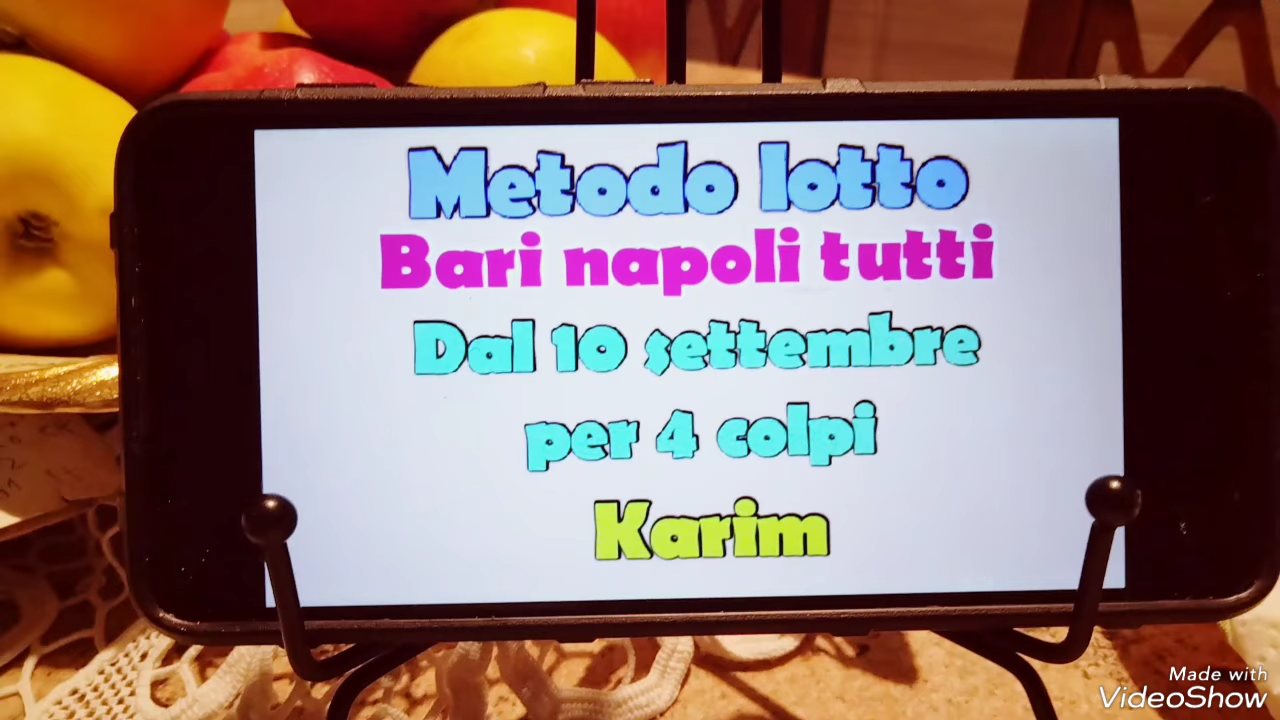 Metodo lotto
Bari napoli tutti
Dal 10 settembre
per 4 colpi
Karim
Made with
VideoShow